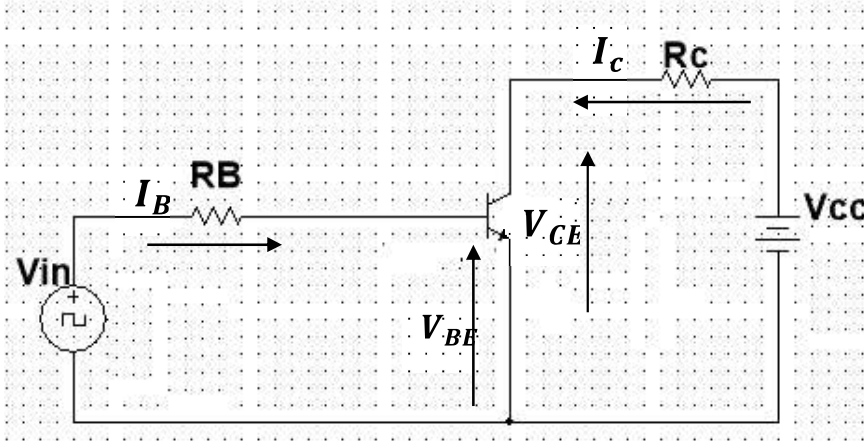 I_c Rc
I_B RB
V_CE Vcc
Vin
+
V_BE